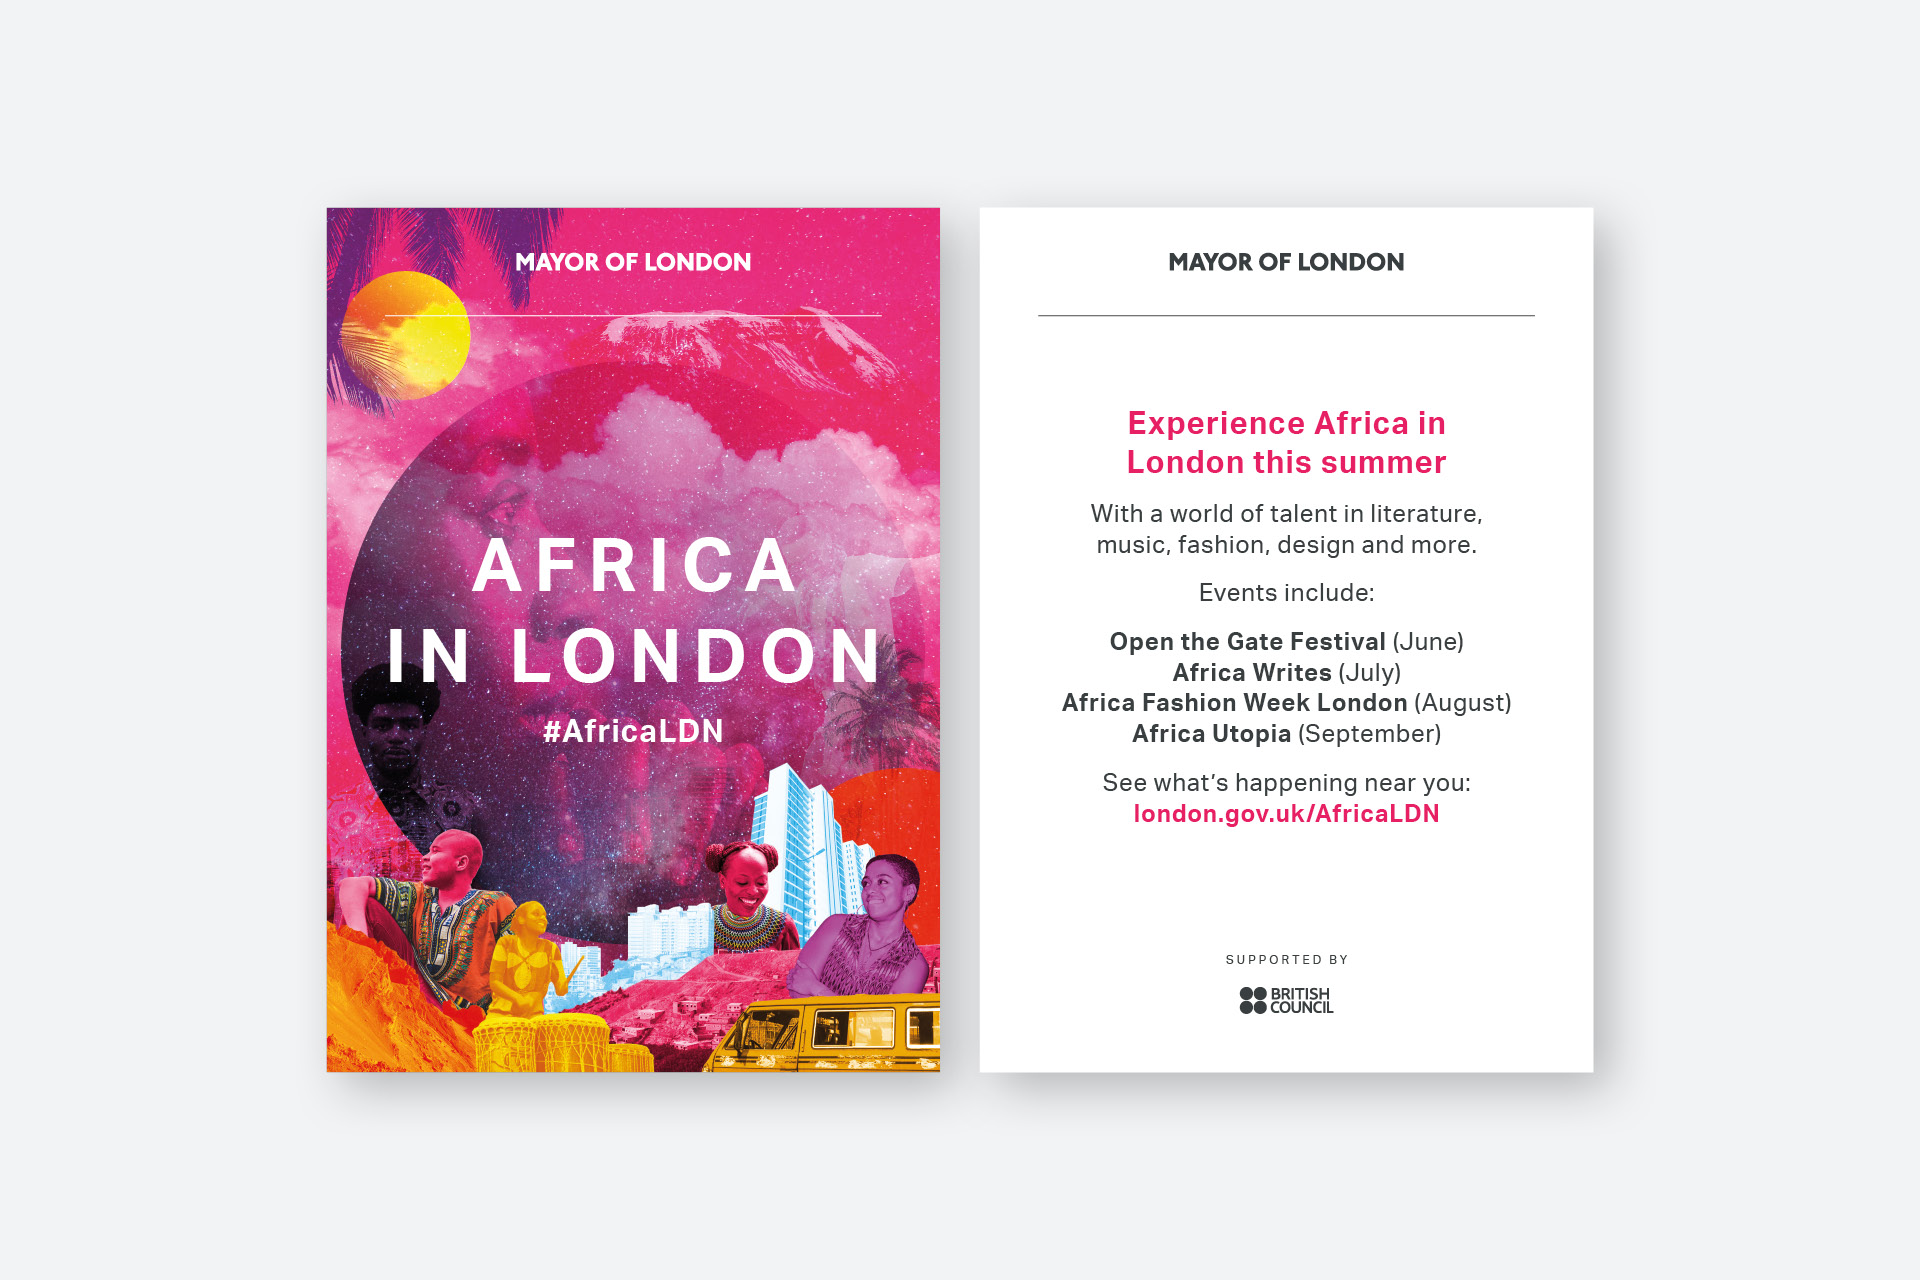 MAYOR OF LONDON
AFRICA
IN LONDON
#AfricaLDN
MAYOR OF LONDON
Experience Africa in
London this summer
With a world of talent in literature,
music, fashion, design and more.
Events include:
Open the Gate Festival (June)
Africa Writes (July)
Africa Fashion Week London (August)
Africa Utopia (September)
See what’s happening near you:
london.gov.uk/AfricaLDN
SUPPORTED BY
BRITISH
COUNCIL